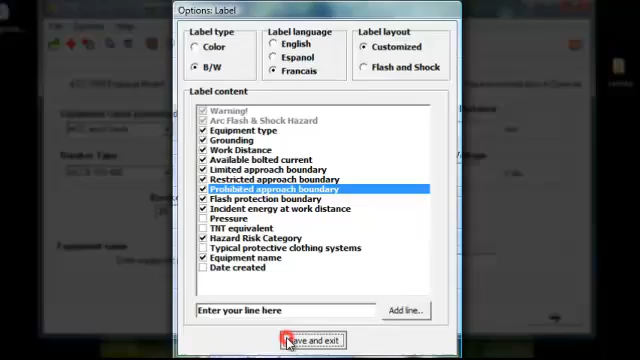 Options: Label
Label type
Color
B/W
Label language
English
Espanol
Francais
Label layout
Customized
Flash and Shock
Label content
Warning!
Arc Flash & Shock Hazard
Equipment type
Grounding
Work Distance
Available bolted current
Limited approach boundary
Restricted approach boundary
Prohibited approach boundary
Flash protection boundary
Incident energy at work distance
Pressure
TNT equivalent
Hazard Risk Category
Typical protective clothing systems
Equipment name
Date created
Enter your line here
Add line..
Save and exit